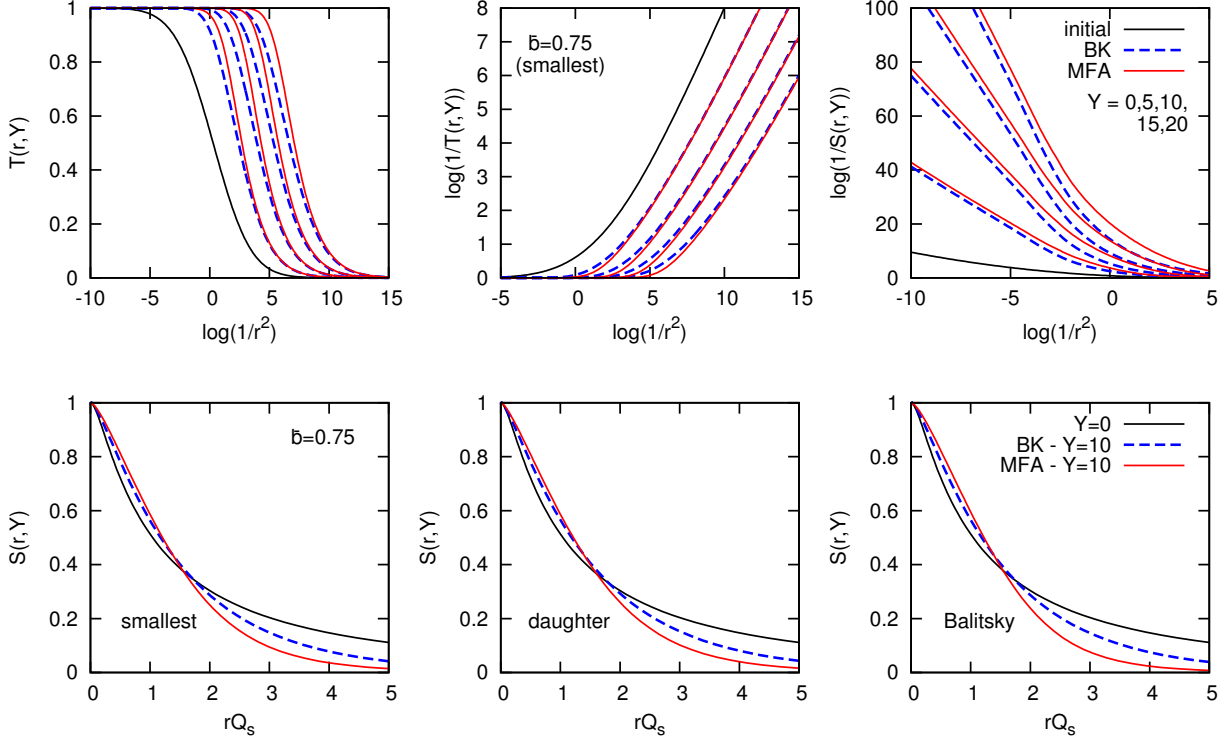 T(r,Y)
1
0.8
0.6
0.4
0.2
0
-10
-5
0
5
10
15
log(1/r²)
log(1/T(r,Y))
8
7
6
5
4
3
2
1
0
-5
0
5
10
15
log(1/r²)
b̄=0.75
(smallest)
log(1/S(r,Y))
100
80
60
40
20
0
-10
-5
0
5
log(1/r²)
initial
BK
MFA
Y = 0,5,10,
15,20
S(r,Y)
1
0.8
0.6
0.4
0.2
0
0
1
2
3
4
5
rQₛ
b̄=0.75
smallest
S(r,Y)
1
0.8
0.6
0.4
0.2
0
0
1
2
3
4
5
rQₛ
daughter
S(r,Y)
1
0.8
0.6
0.4
0.2
0
0
1
2
3
4
5
rQₛ
Y=0
BK - Y=10
MFA - Y=10
Balitsky